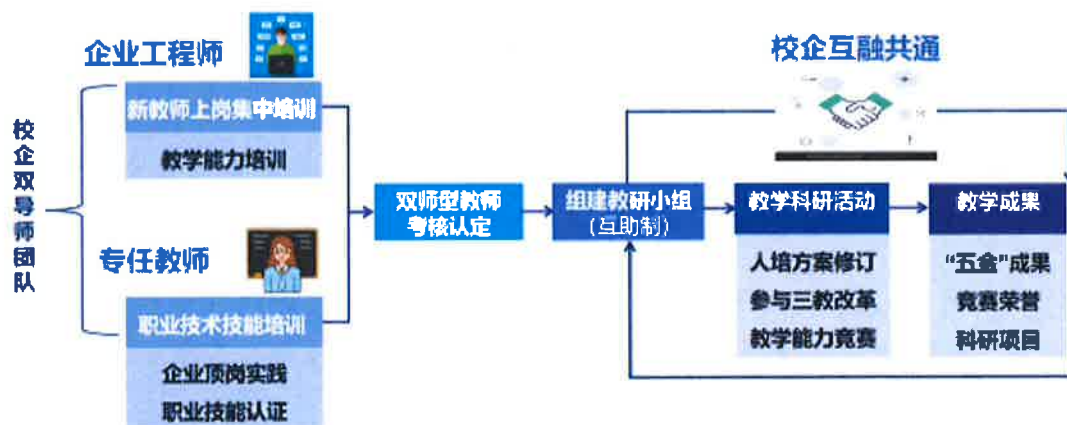 校企双导师团队
企业工程师
新教师上岗集中培训
教学能力培训
专任教师
职业技术技能培训
企业顶岗实践
职业技能认证
双师型教师
考核认定
组建教研小组
(互助制)
校企互融共通
教学科研活动
人培方案修订
参与三教改革
教学能力竞赛
教学成果
“五金”成果
竞赛荣誉
科研项目